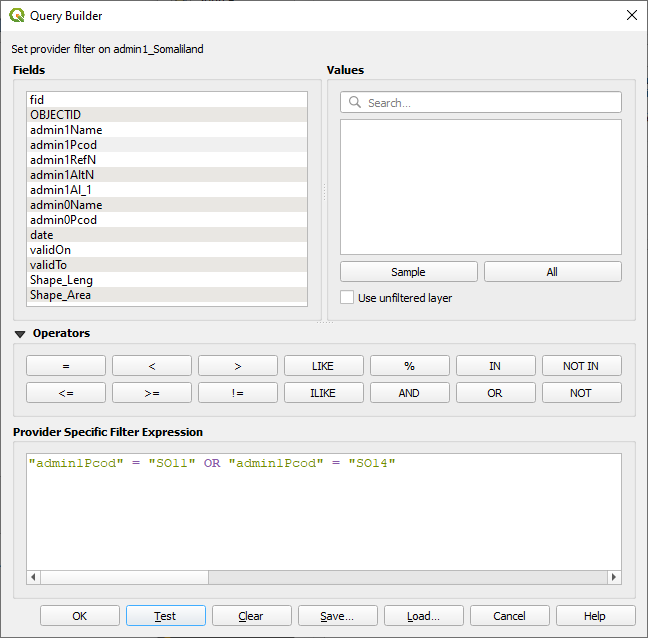 Query Builder
Set provider filter on admin1_Somaliland
Fields
Values
fid
OBJECTID
admin1Name
admin1Pcod
admin1RefN
admin1AltN
admin1Al_1
admin0Name
admin0Pcod
date
validOn
validTo
Shape_Leng
Shape_Area
Search...
Sample All
Use unfiltered layer
Operators
= < > LIKE % IN NOT IN
<= >= != ILIKE AND OR NOT
Provider Specific Filter Expression
"admin1Pcod" = "SO11" OR "admin1Pcod" = "SO14"
OK Test Clear Save... Load... Cancel Help